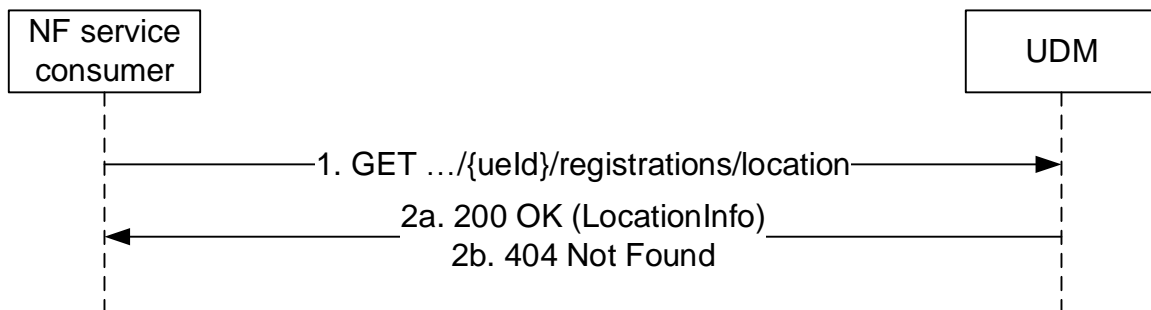 NF service
consumer
UDM
1. GET …/{ueId}/registrations/location
2a. 200 OK (LocationInfo)
2b. 404 Not Found